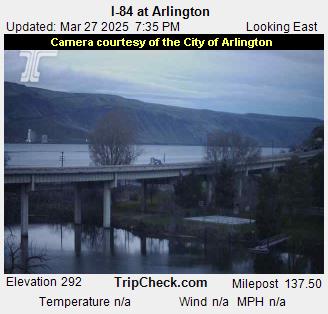 I-84 at Arlington
Updated: Mar 27 2025 7:35 PM Looking East
Camera courtesy of the City of Arlington
Elevation 292 TripCheck.com Milepost 137.50
Temperature n/a Wind n/a MPH n/a